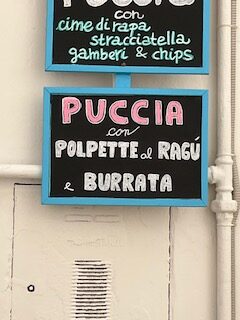 con
cime di rapa
stracciatella
gamberi & chips
PUCCIA
con
POLPETTE al RAGÚ
e BURRATA